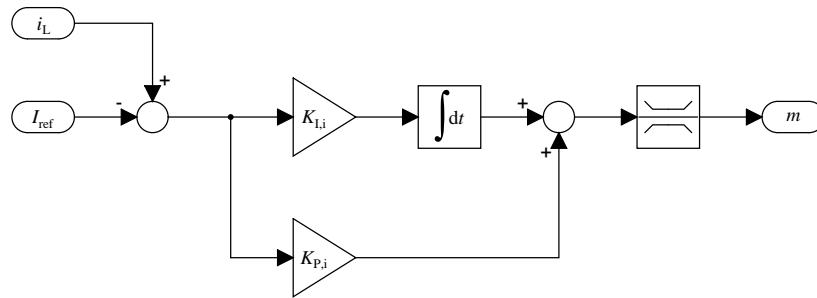 i_L
+
-
I_ref
K_I,i
∫dt
+
+
m
K_P,i